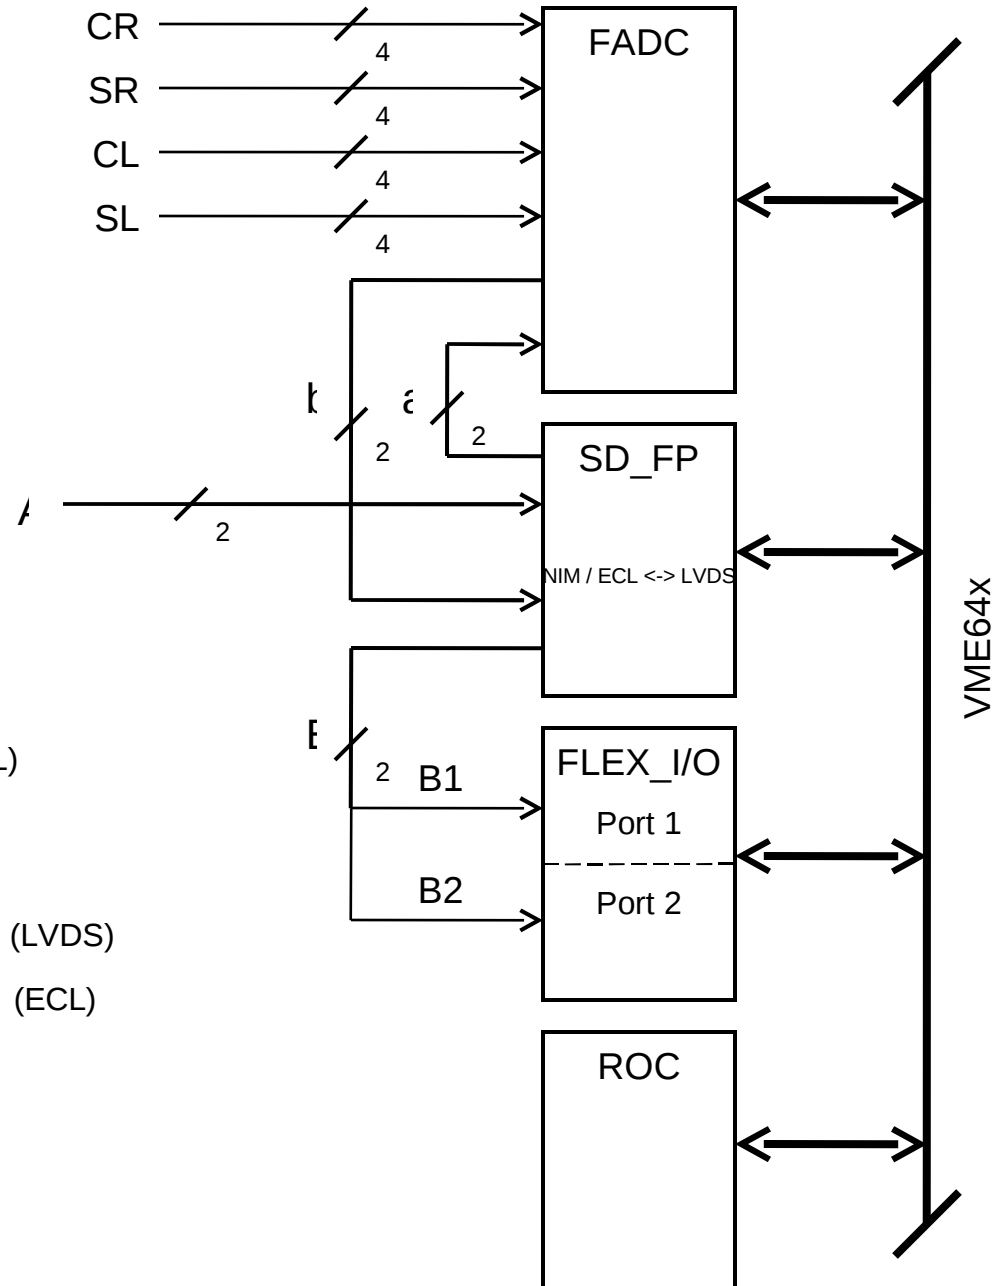 CR
FADC
4
SR
4
CL
4
SL
4
2
2
SD_FP
2
NIM / ECL <-> LVDS
VME64x
2
B1
FLEX_I/O
Port 1
B2
Port 2
(LVDS)
(ECL)
ROC